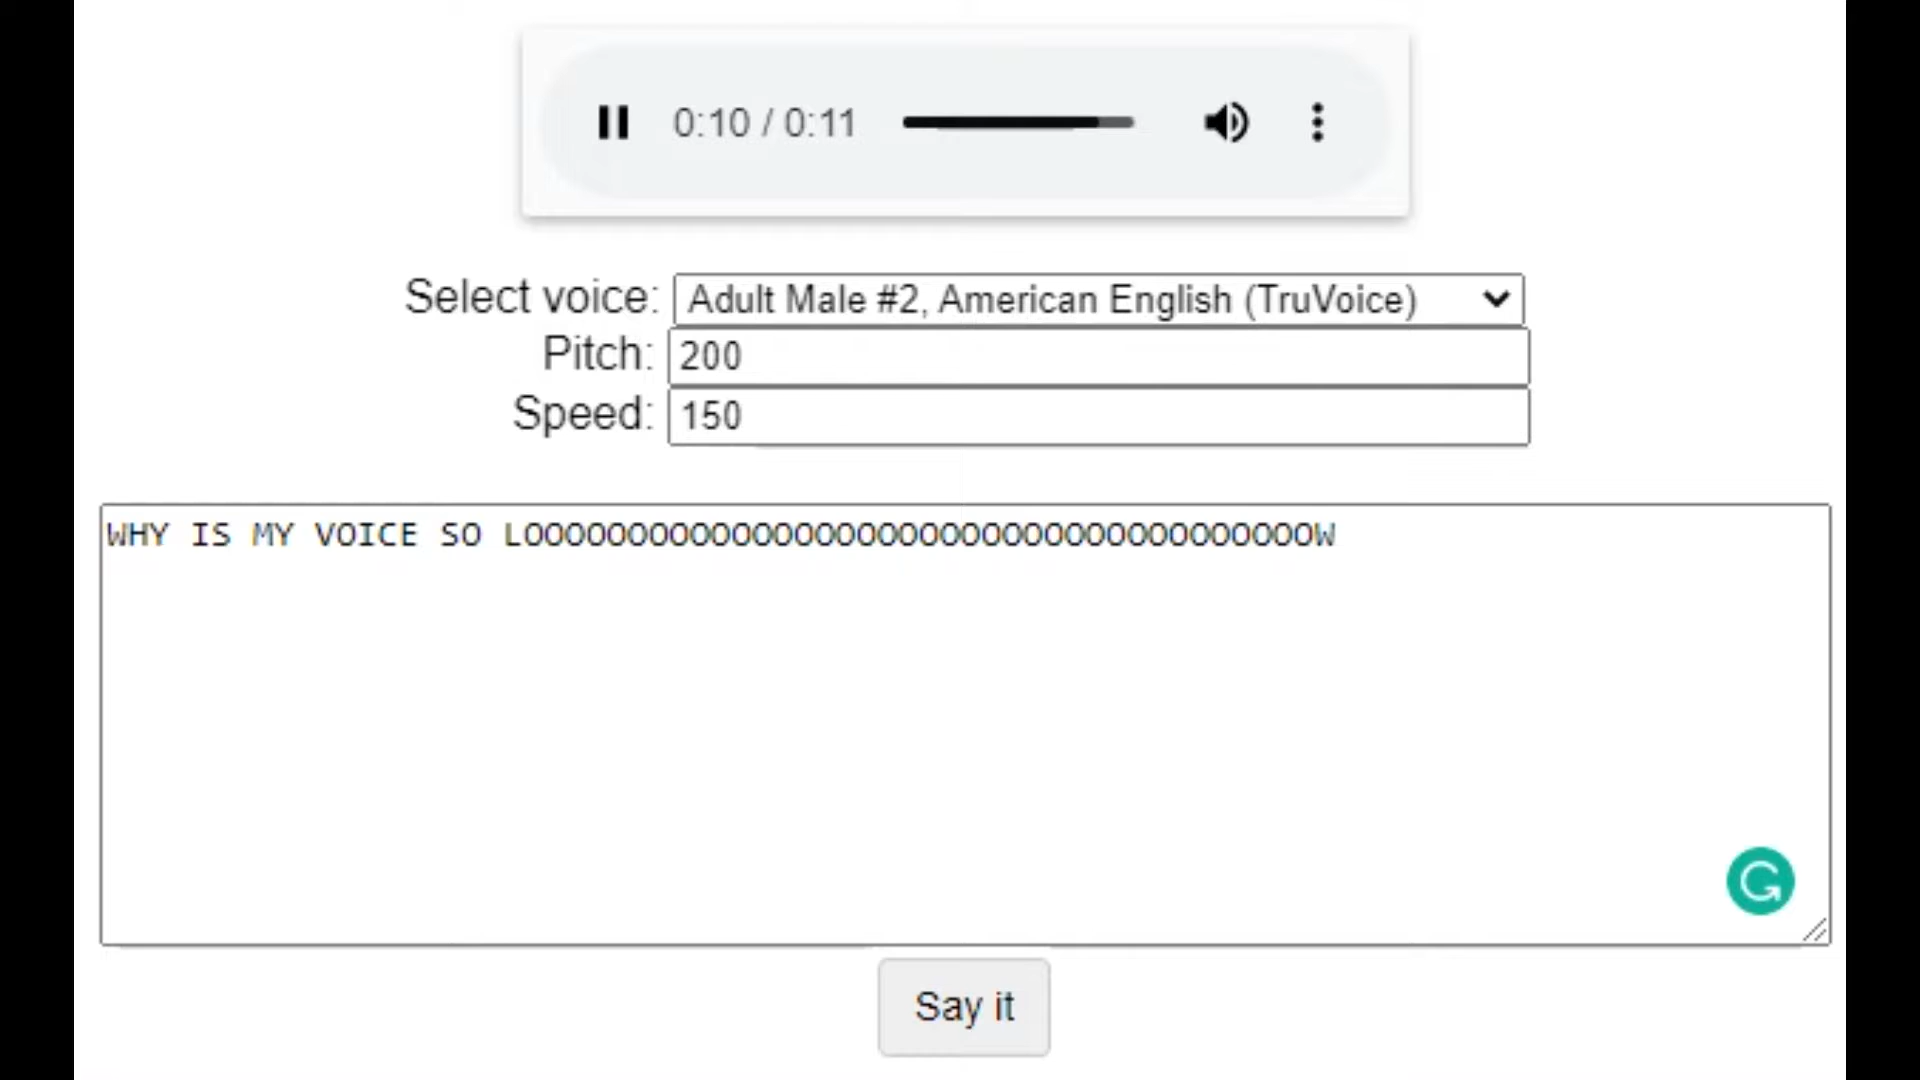 0:10 / 0:11
Select voice: Adult Male #2, American English (TruVoice)
Pitch: 200
Speed: 150
WHY IS MY VOICE SO LOOOOOOOOOOOOOOOOOOOOOOOOOOOOOOOOOOOOOOW
Say it